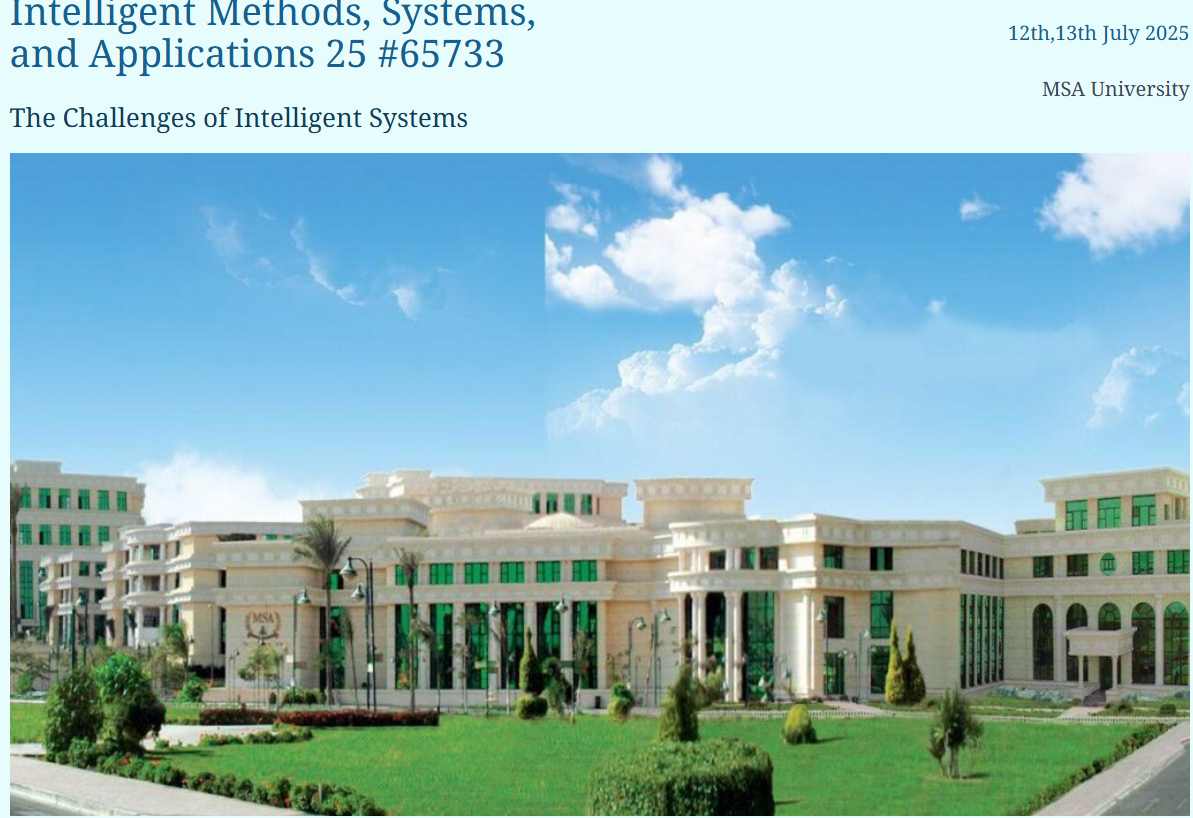 Intelligent Methods, Systems,
and Applications 25 #65733
12th,13th July 2025
MSA University
The Challenges of Intelligent Systems
MSA